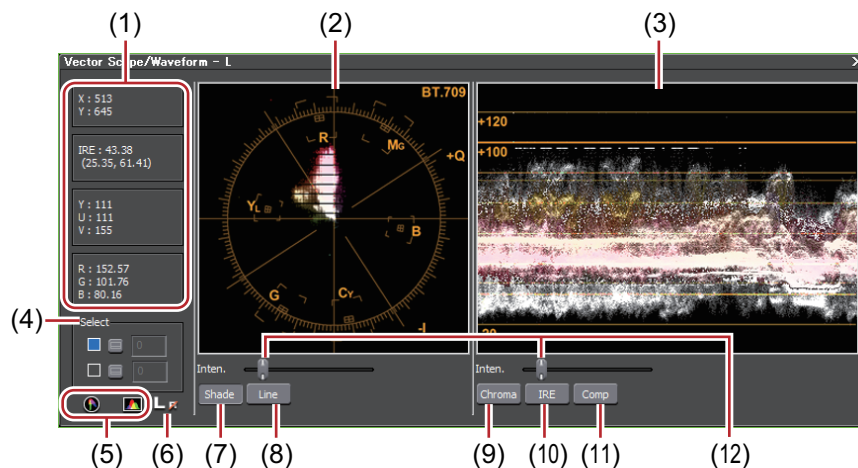 (1)
(2)
(3)
Vector Scope/Waveform - L
X : 513
Y : 645
IRE : 43.38
(25.35, 61.41)
Y : 111
U : 111
V : 155
R : 152.57
G : 101.76
B : 80.16
BT.709
R
MG
+Q
YL
B
G
CY
-I
+120
+100
-20
(4)
Select
0
0
Inten.
Inten.
Shade
Line
Chroma
IRE
Comp
L R
(5)
(6)
(7)
(8)
(9)
(10)
(11)
(12)